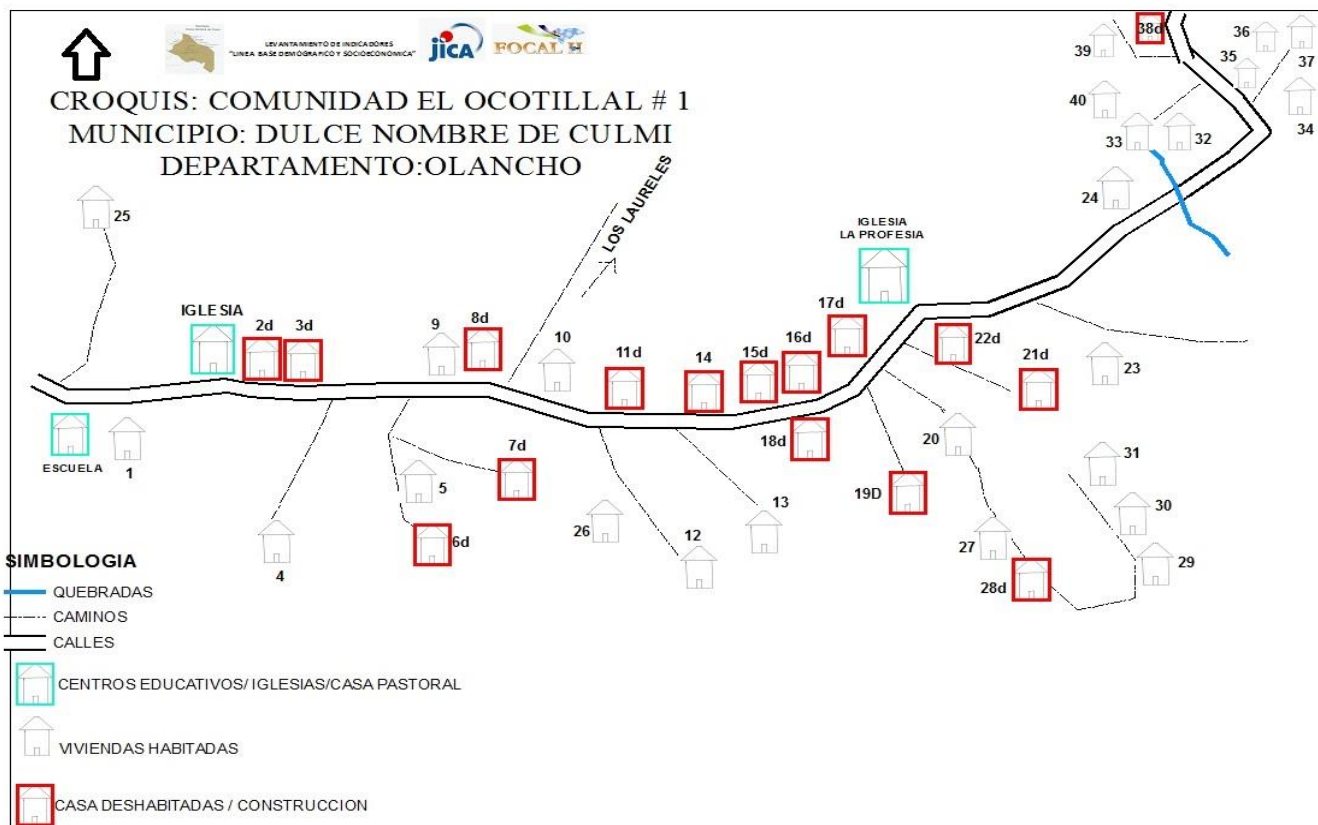 LEVANTAMIENTO DE INDICADORES
"LINEA BASE DEMOGRAFICO Y SOCIOECONÓMICA"
jICA
FOCAL II
CROQUIS: COMUNIDAD EL OCOTILLAL # 1
MUNICIPIO: DULCE NOMBRE DE CULMI
DEPARTAMENTO:OLANCHO
38d
39
36
35
37
40
34
33
32
24
25
LOS LAURELES
IGLESIA
LA PROFESIA
IGLESIA
2d
3d
9
8d
10
11d
14
15d
16d
17d
22d
21d
23
ESCUELA
1
4
5
7d
6d
26
12
13
18d
19D
20
27
28d
31
30
29
SIMBOLOGIA
QUEBRADAS
CAMINOS
CALLES
CENTROS EDUCATIVOS/ IGLESIAS/CASA PASTORAL
VIVIENDAS HABITADAS
CASA DESHABITADAS / CONSTRUCCION